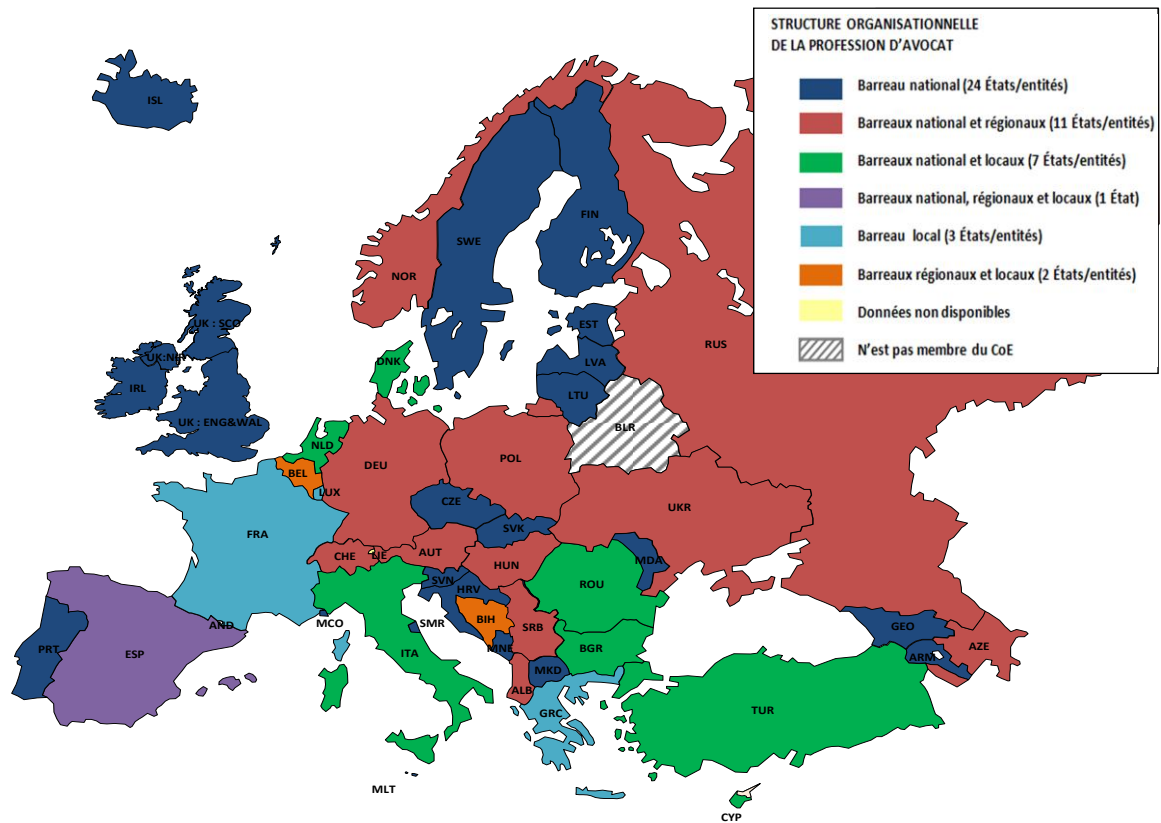 STRUCTURE ORGANISATIONNELLE
DE LA PROFESSION D'AVOCAT
Barreau national (24 États/entités)
Barreaux national et régionaux (11 États/entités)
Barreaux national et locaux (7 États/entités)
Barreaux national, régionaux et locaux (1 État)
Barreau local (3 États/entités)
Barreaux régionaux et locaux (2 États/entités)
Données non disponibles
N'est pas membre du CoE
ISL
FIN
SWE
NOR
UK : SCO
EST
RUS
UK:NIR
DNK
LVA
IRL
LTU
UK : ENG&WAL
BLR
NLD
BEL
DEU
POL
LUX
CZE
UKR
SVK
FRA
CHE
LIE
AUT
HUN
MDA
SVN
HRV
ROU
MCO
SMR
BIH
SRB
AND
GEO
PRT
ESP
ITA
MNE
BGR
AZE
ARM
MKD
ALB
GRC
TUR
MLT
CYP